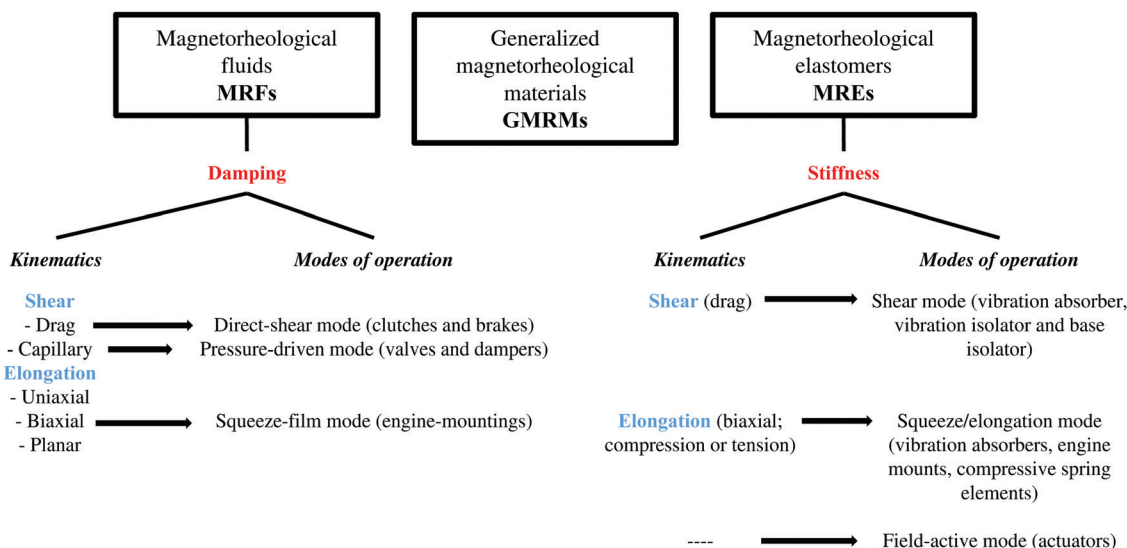 Magnetorheological
fluids
MRFs
Generalized
magnetorheological
materials
GMRMs
Magnetorheological
elastomers
MREs
Damping
Kinematics
Modes of operation
Shear
- Drag
Direct-shear mode (clutches and brakes)
- Capillary
Pressure-driven mode (valves and dampers)
Elongation
- Uniaxial
- Biaxial
Squeeze-film mode (engine-mountings)
- Planar
Stiffness
Kinematics
Modes of operation
Shear (drag)
Shear mode (vibration absorber,
vibration isolator and base
isolator)
Elongation (biaxial;
compression or tension)
Squeeze/elongation mode
(vibration absorbers, engine
mounts, compressive spring
elements)
----
Field-active mode (actuators)